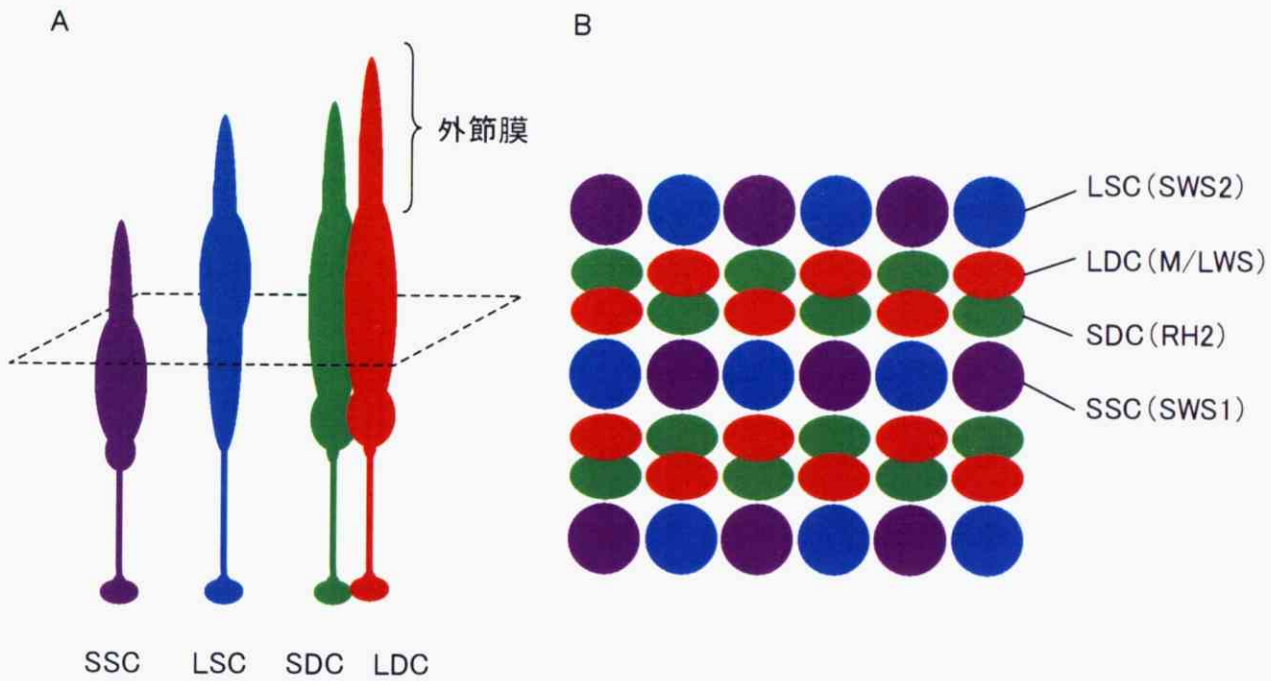 A
B
外節膜
LSC(SWS2)
LDC(M/LWS)
SDC(RH2)
SSC(SWS1)
SSC LSC SDC LDC